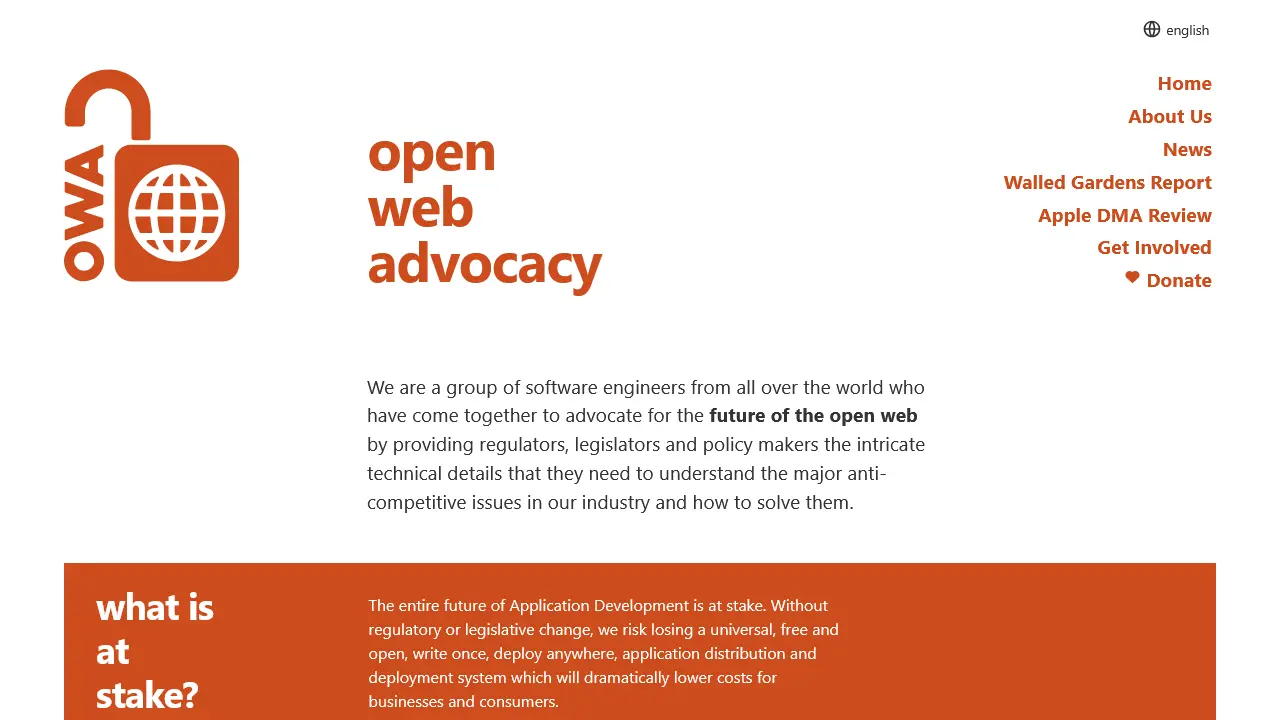 english
OWA
open
web
advocacy
Home
About Us
News
Walled Gardens Report
Apple DMA Review
Get Involved
Donate
We are a group of software engineers from all over the world who
have come together to advocate for the future of the open web
by providing regulators, legislators and policy makers the intricate
technical details that they need to understand the major anti-
competitive issues in our industry and how to solve them.
what is
at
stake?
The entire future of Application Development is at stake. Without
regulatory or legislative change, we risk losing a universal, free and
open, write once, deploy anywhere, application distribution and
deployment system which will dramatically lower costs for
businesses and consumers.